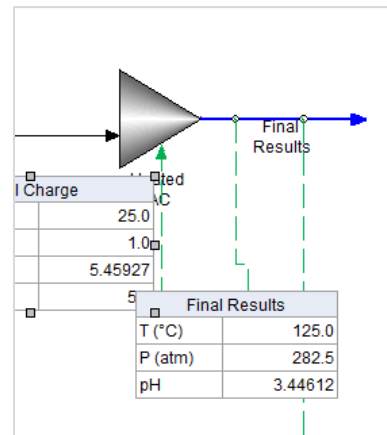 Final
Results
l Charge
25.0
1.0
5.45927
Final Results
T (°C) 125.0
P (atm) 282.5
pH 3.44612